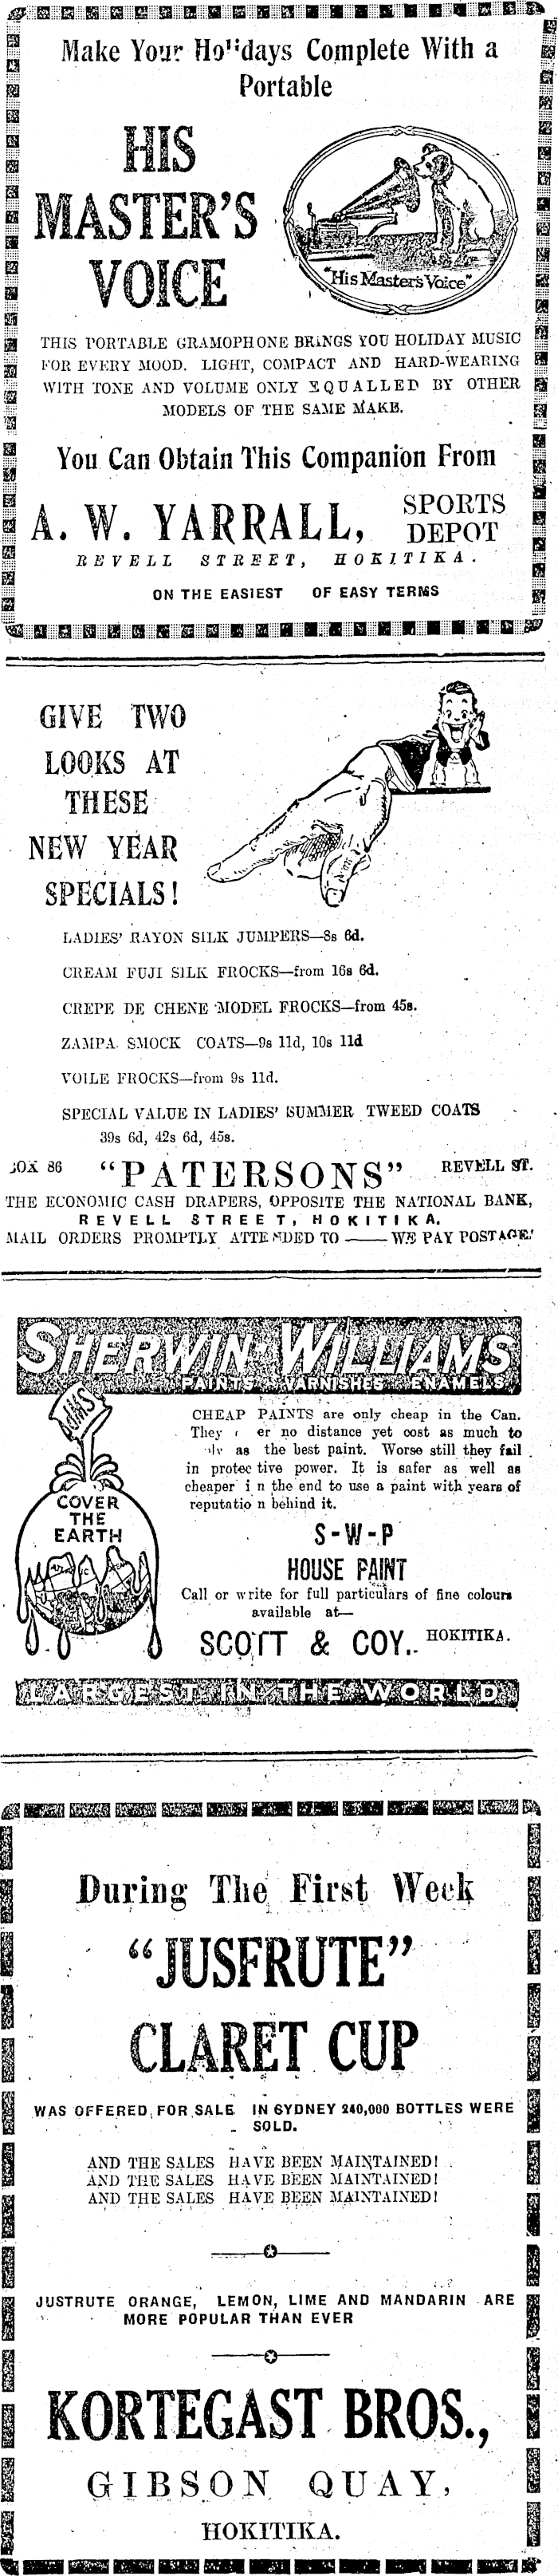 Make Your Holidays Complete With a
Portable
HIS
MASTER'S
VOICE
"His Master's Voice"
THIS PORTABLE GRAMOPHONE BRINGS YOU HOLIDAY MUSIC
FOR EVERY MOOD. LIGHT, COMPACT AND HARD-WEARING
WITH TONE AND VOLUME ONLY EQUALLED BY OTHER
MODELS OF THE SAME MAKE.
You Can Obtain This Companion From
A. W. YARRALL, SPORTS
DEPOT
REVELL STREET, HOKITIKA.
ON THE EASIEST OF EASY TERMS
GIVE TWO
LOOKS AT
THESE
NEW YEAR
SPECIALS!
LADIES' RAYON SILK JUMPERS—8s 6d.
CREAM FUJI SILK FROCKS—from 16s 6d.
CREPE DE CHENE MODEL FROCKS—from 45s.
ZAMPA SMOCK COATS—9s 11d, 10s 11d
VOILE FROCKS—from 9s 11d.
SPECIAL VALUE IN LADIES' SUMMER TWEED COATS
39s 6d, 42s 6d, 45s.
BOX 86 "PATERSONS" REVELL ST.
THE ECONOMIC CASH DRAPERS, OPPOSITE THE NATIONAL BANK,
REVELL STREET, HOKITIKA.
MAIL ORDERS PROMPTLY ATTENDED TO —— WE PAY POSTAGE.
SHERWIN-WILLIAMS
PAINTS VARNISHES ENAMELS
SWP
COVER
THE
EARTH
CHEAP PAINTS are only cheap in the Can.
They er no distance yet cost as much to
as the best paint. Worse still they fail
in protective power. It is safer as well as
cheaper in the end to use a paint with years of
reputation behind it.
S-W-P
HOUSE PAINT
Call or write for full particulars of fine colours
available at—
SCOTT & COY. HOKITIKA.
LARGEST IN THE WORLD
During The First Week
"JUSFRUTE"
CLARET CUP
WAS OFFERED FOR SALE IN SYDNEY 240,000 BOTTLES WERE
SOLD.
AND THE SALES HAVE BEEN MAINTAINED!
AND THE SALES HAVE BEEN MAINTAINED!
AND THE SALES HAVE BEEN MAINTAINED!
JUSTRUTE ORANGE, LEMON, LIME AND MANDARIN ARE
MORE POPULAR THAN EVER
KORTEGAST BROS.,
GIBSON QUAY,
HOKITIKA.